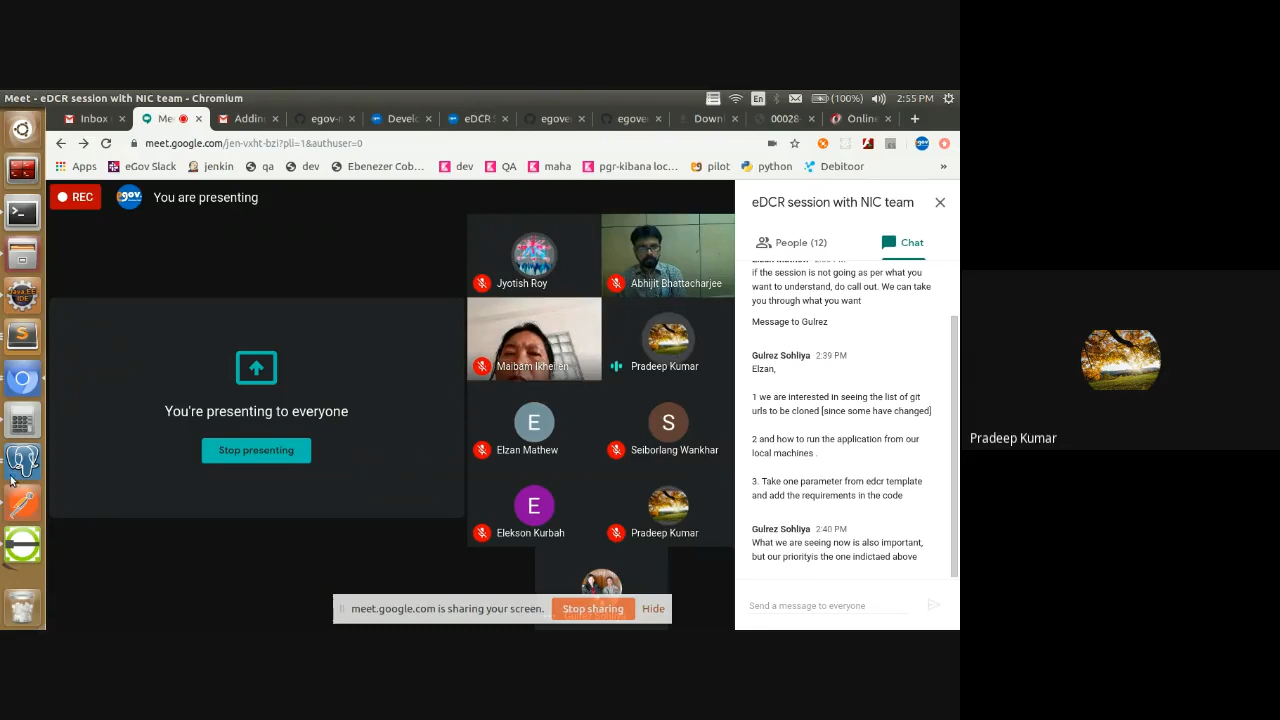 Meet - eDCR session with NIC team - Chromium
En
(100%)
2:55 PM
Inbox
Mee
Addin
egov-n
Develo
eDCR
egover
egover
Downl
00028-
Online
meet.google.com/jen-vxht-bzi?pli=1&authuser=0
Apps
eGov Slack
jenkin
qa
dev
Ebenezer Cob...
dev
QA
maha
pgr-kibana loc...
pilot
python
Debitoor
»
REC
egov
You are presenting
eDCR session with NIC team
People (12)
Chat
Jyotish Roy
Abhijit Bhattacharjee
if the session is not going as per what you
want to understand, do call out. We can take
you through what you want
Message to Gulrez
Gulrez Sohliya 2:39 PM
Elzan,
1 we are interested in seeing the list of git
urls to be cloned [since some have changed]
2 and how to run the application from our
local machines .
3. Take one parameter from edcr template
and add the requirements in the code
Gulrez Sohliya 2:40 PM
What we are seeing now is also important,
but our priorityis the one indictaed above
Send a message to everyone
Maibam Ikheilen
Pradeep Kumar
You're presenting to everyone
Stop presenting
E
Elzan Mathew
S
Seiborlang Wankhar
E
Elekson Kurbah
Pradeep Kumar
meet.google.com is sharing your screen.
Stop sharing
Hide
Pradeep Kumar